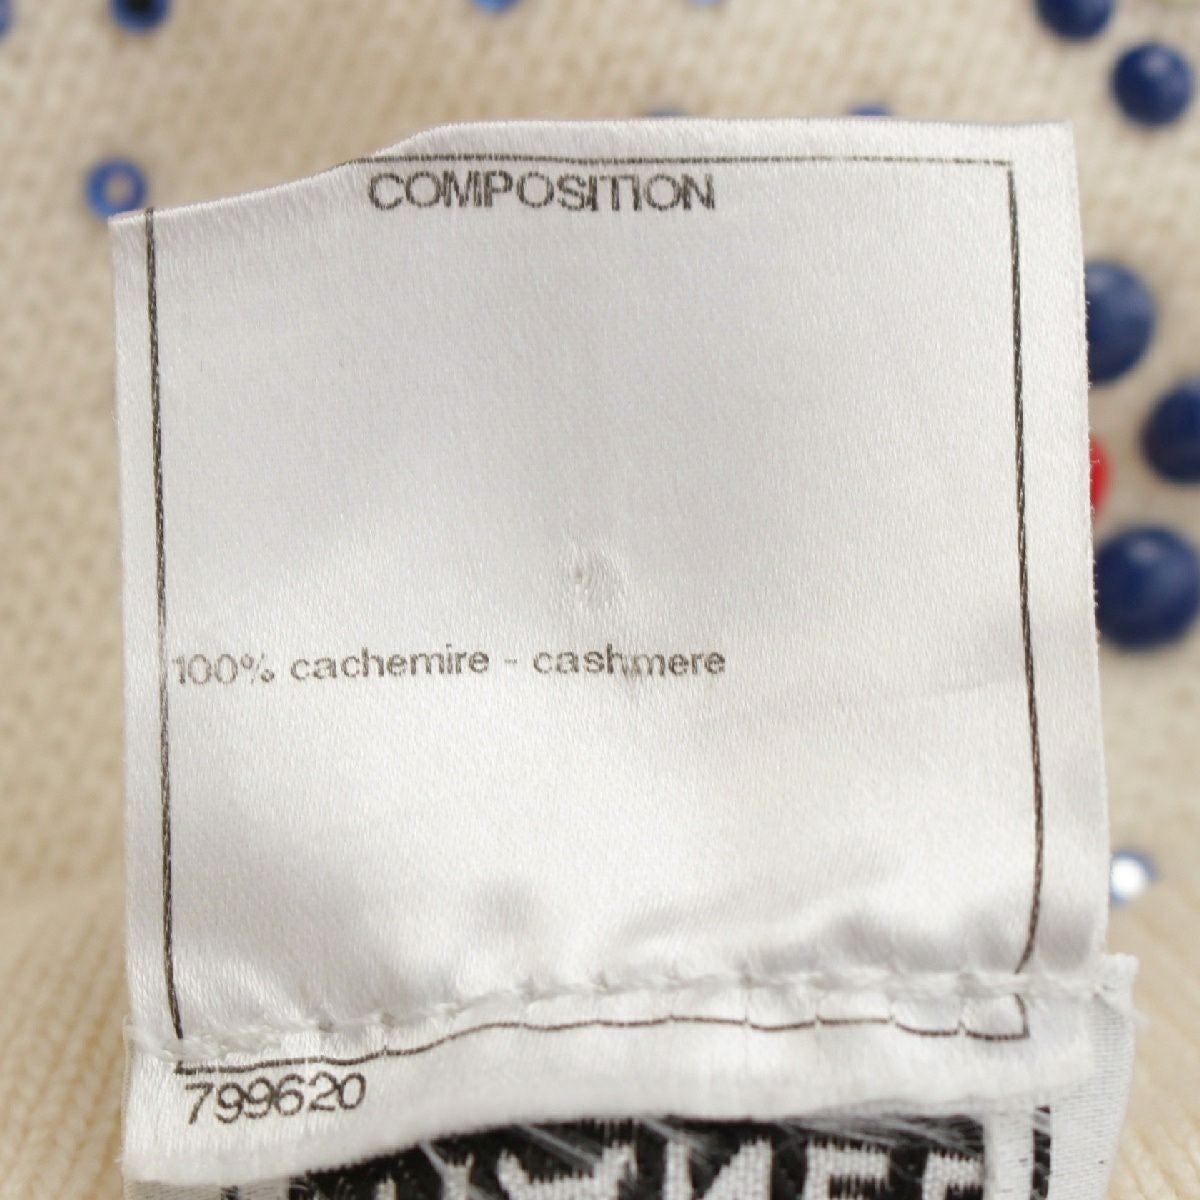 COMPOSITION
100% cachemire - cashmere
799620